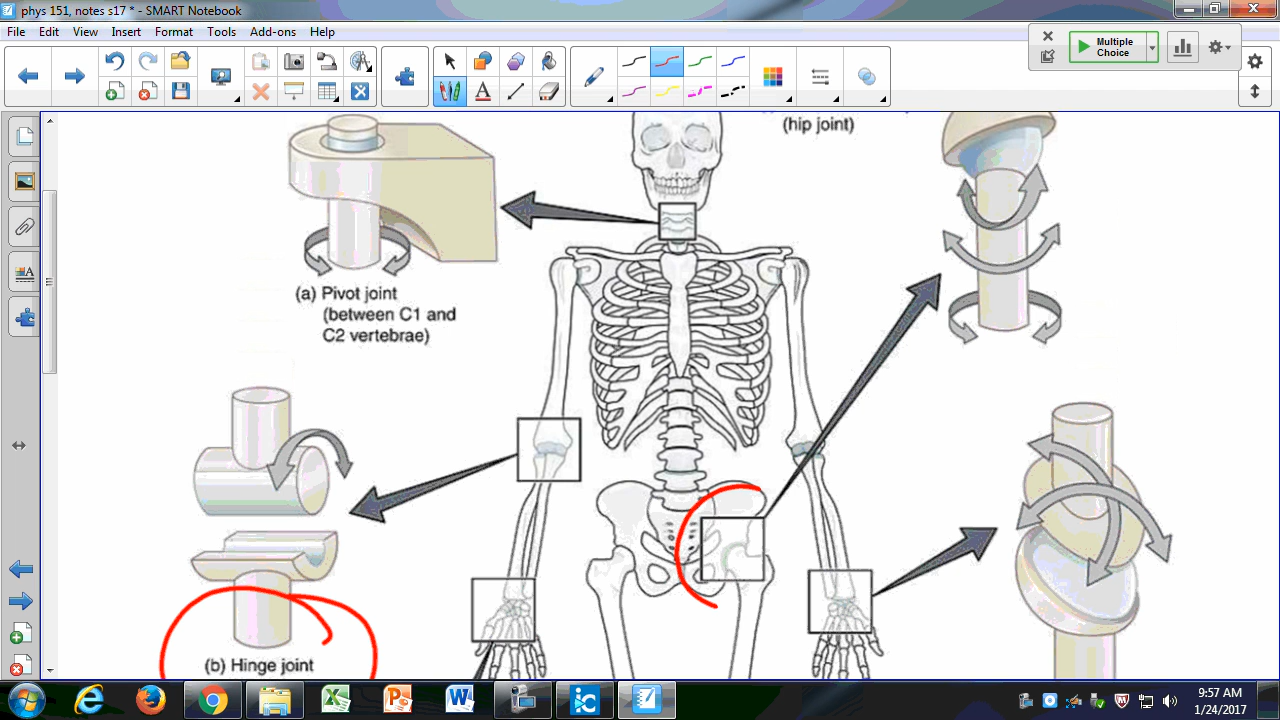 phys 151, notes s17 * - SMART Notebook
File Edit View Insert Format Tools Add-ons Help
Multiple
Choice
(hip joint)
(a) Pivot joint
(between C1 and
C2 vertebrae)
(b) Hinge joint
9:57 AM
1/24/2017